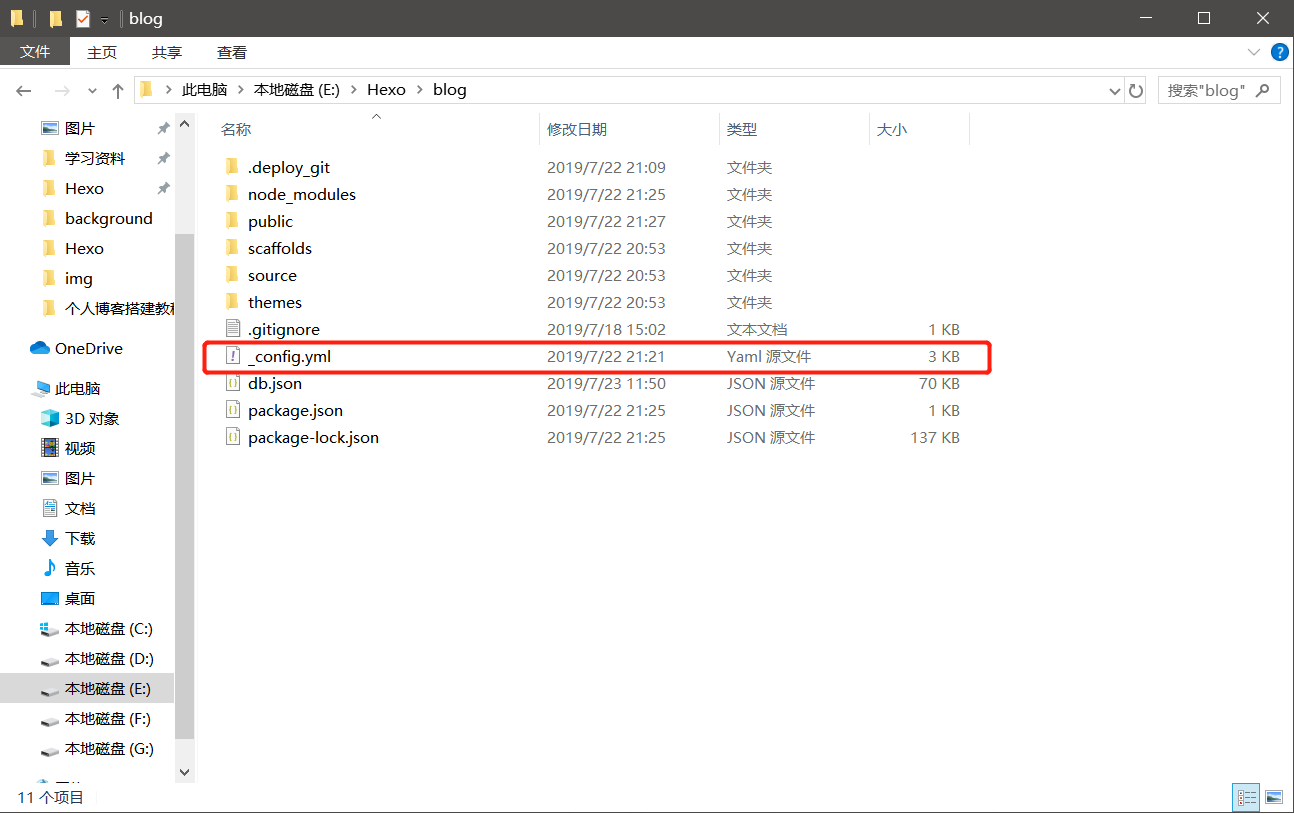 blog
文件 主页 共享 查看
此电脑 本地磁盘 (E:) Hexo blog 搜索"blog"
名称 修改日期 类型 大小
图片
学习资料
Hexo
background
Hexo
img
个人博客搭建教
OneDrive
此电脑
3D 对象
视频
图片
文档
下载
音乐
桌面
本地磁盘 (C:)
本地磁盘 (D:)
本地磁盘 (E:)
本地磁盘 (F:)
本地磁盘 (G:)
.deploy_git 2019/7/22 21:09 文件夹
node_modules 2019/7/22 21:25 文件夹
public 2019/7/22 21:27 文件夹
scaffolds 2019/7/22 20:53 文件夹
source 2019/7/22 20:53 文件夹
themes 2019/7/22 20:53 文件夹
.gitignore 2019/7/18 15:02 文本文档 1 KB
_config.yml 2019/7/22 21:21 Yaml 源文件 3 KB
db.json 2019/7/23 11:50 JSON 源文件 70 KB
package.json 2019/7/22 21:25 JSON 源文件 1 KB
package-lock.json 2019/7/22 21:25 JSON 源文件 137 KB
11 个项目